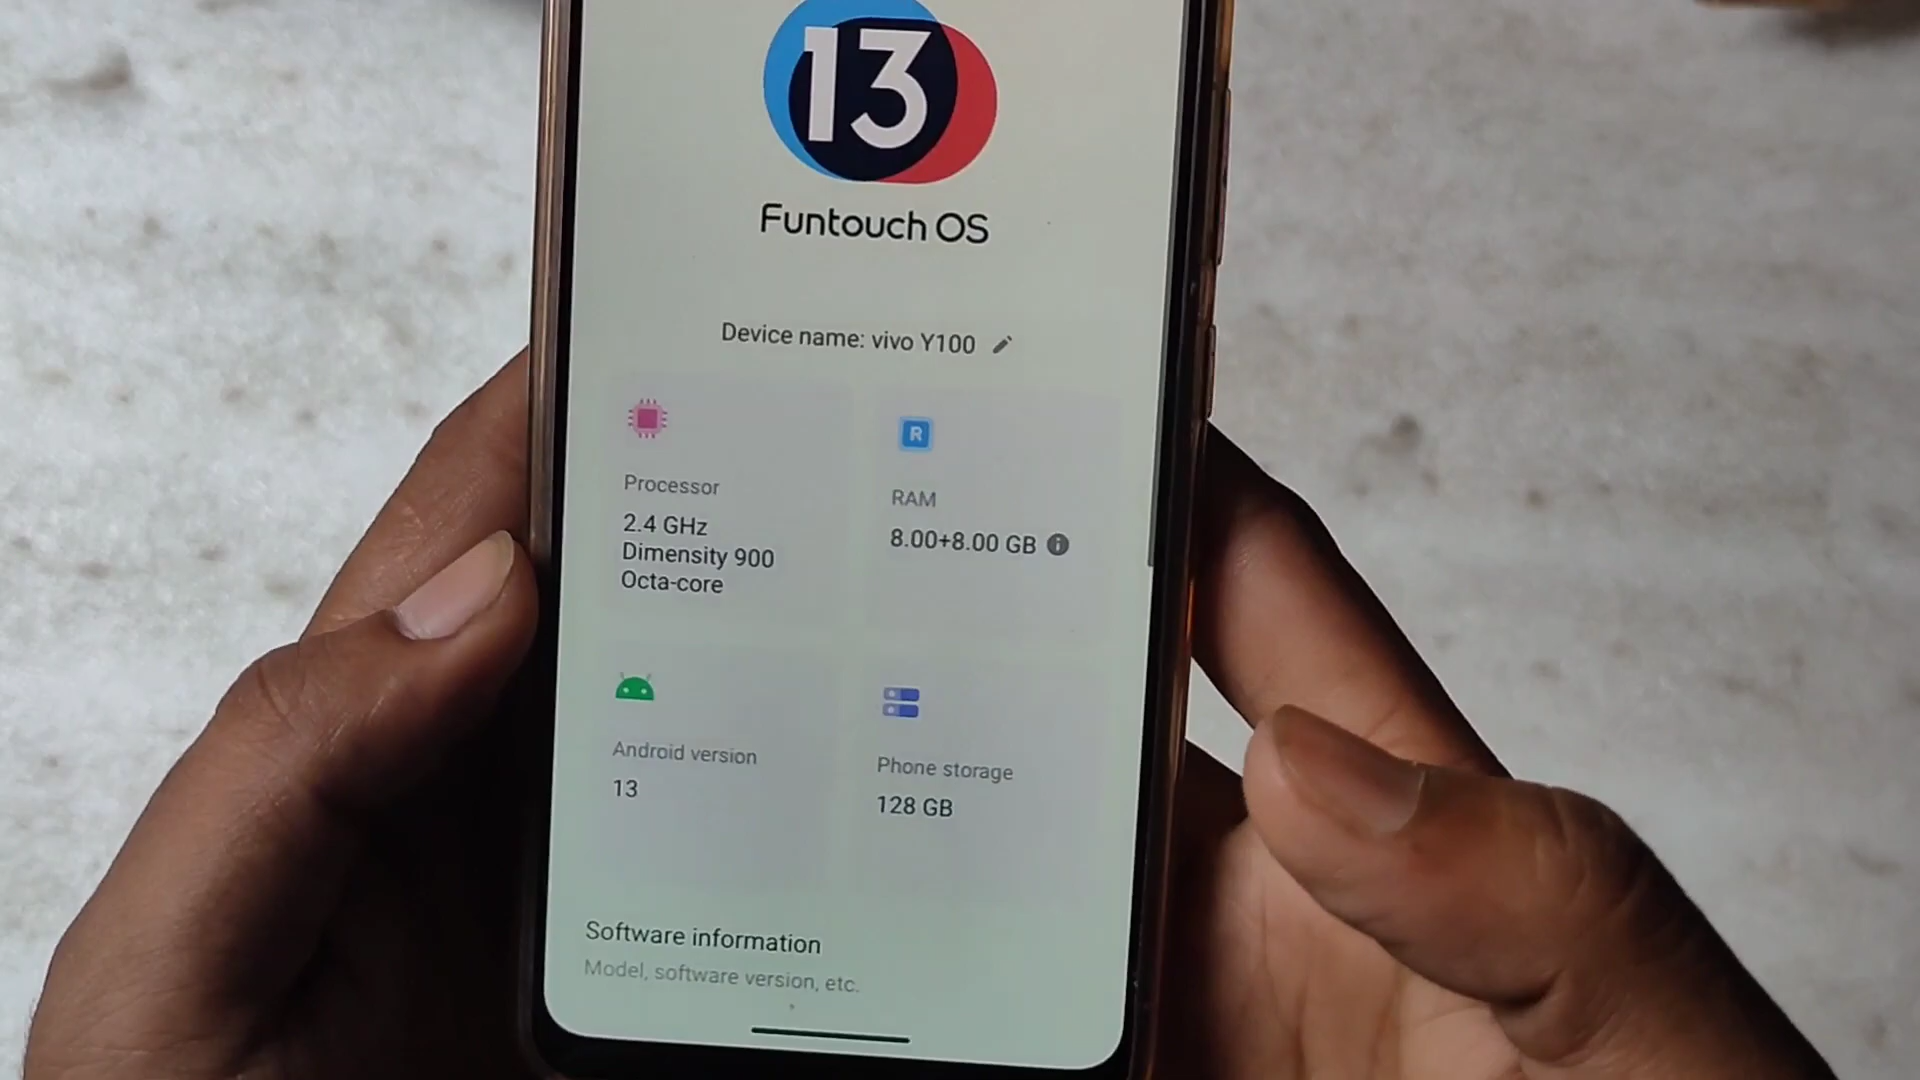 13
Funtouch OS
Device name: vivo Y100
R
Processor
2.4 GHz
Dimensity 900
Octa-core
RAM
8.00+8.00 GB
Android version
13
Phone storage
128 GB
Software information
Model, software version, etc.